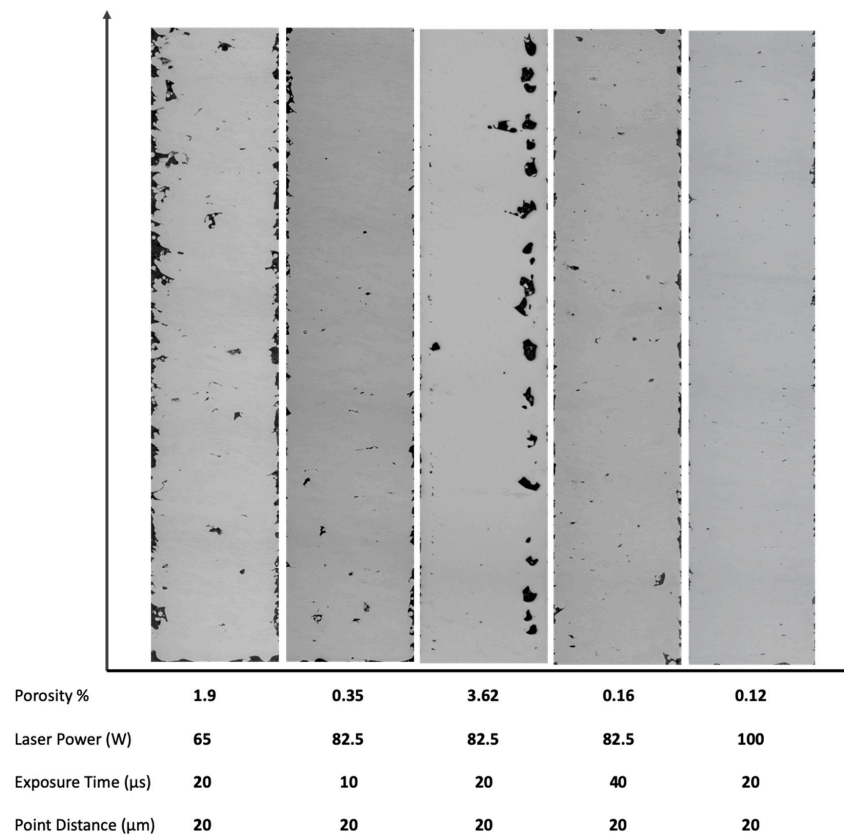 Porosity % 1.9 0.35 3.62 0.16 0.12
Laser Power (W) 65 82.5 82.5 82.5 100
Exposure Time (µs) 20 10 20 40 20
Point Distance (µm) 20 20 20 20 20